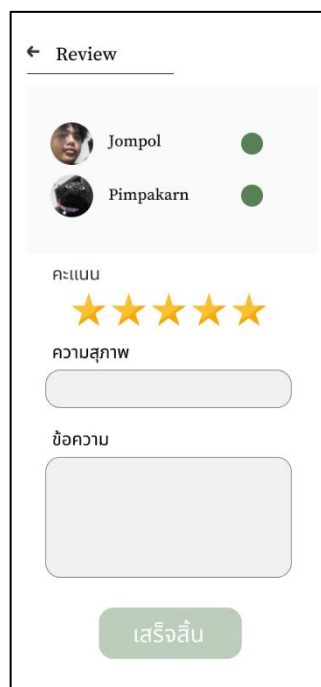 Review
Jompol
Pimpakarn
คะแนน
ความสุภาพ
ข้อความ
เสร็จสิ้น